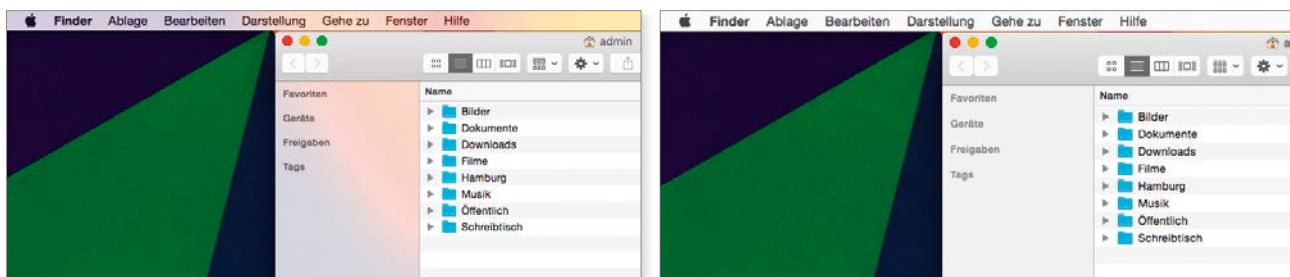 Finder Ablage Bearbeiten Darstellung Gehe zu Fenster Hilfe
admin
Favoriten
Geräte
Freigaben
Tags
Name
Bilder
Dokumente
Downloads
Filme
Hamburg
Musik
Öffentlich
Schreibtisch
Finder Ablage Bearbeiten Darstellung Gehe zu Fenster Hilfe
a
Favoriten
Geräte
Freigaben
Tags
Name
Bilder
Dokumente
Downloads
Filme
Hamburg
Musik
Öffentlich
Schreibtisch